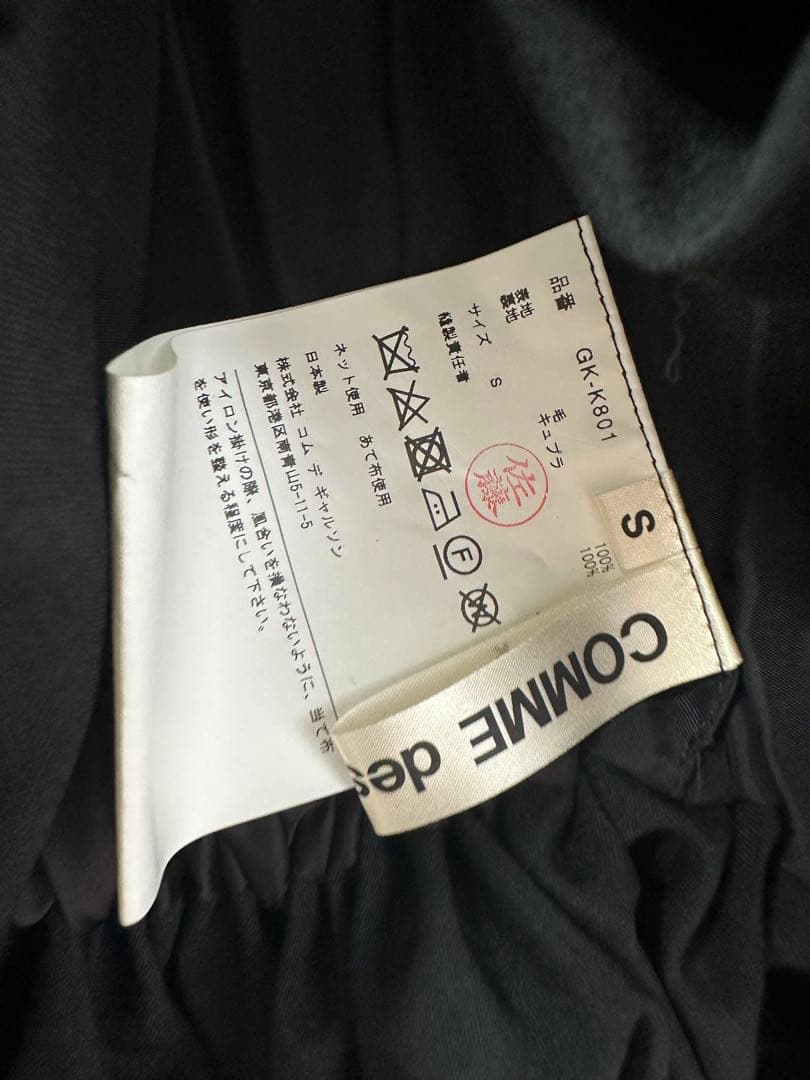 品番 GK-K801
表地 毛 100%
裏地 キュプラ 100%
サイズ S
縫製責任者 佐藤
F
W
ネット使用 あて布使用
日本製
株式会社 コム デ ギャルソン
東京都港区南青山5-11-5
アイロン掛けの際、風合いを損なわないように、当て布
を使い形を整える程度にして下さい。
S
COMME des